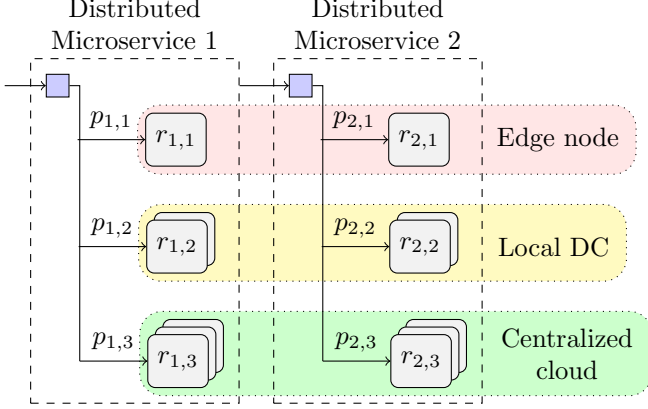 Distributed
Microservice 1
Distributed
Microservice 2
p1,1
r1,1
p2,1
r2,1
Edge node
p1,2
r1,2
p2,2
r2,2
Local DC
p1,3
r1,3
p2,3
r2,3
Centralized
cloud